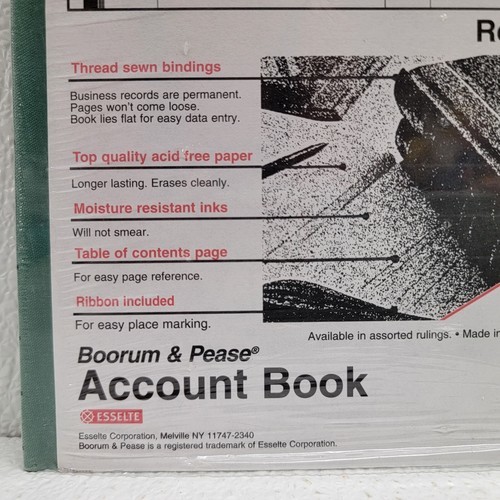 Thread sewn bindings
Business records are permanent.
Pages won't come loose.
Book lies flat for easy data entry.
Top quality acid free paper
Longer lasting. Erases cleanly.
Moisture resistant inks
Will not smear.
Table of contents page
For easy page reference.
Ribbon included
For easy place marking.
Available in assorted rulings. • Made in
Boorum & Pease®
Account Book
ESSELTE
Esselte Corporation, Melville NY 11747-2340
Boorum & Pease is a registered trademark of Esselte Corporation.